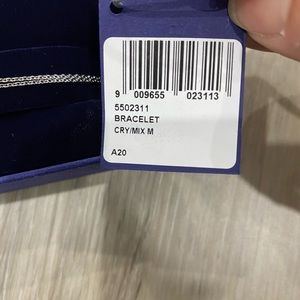 9 009655 023113
5502311
BRACELET
CRY/MIX M
A20